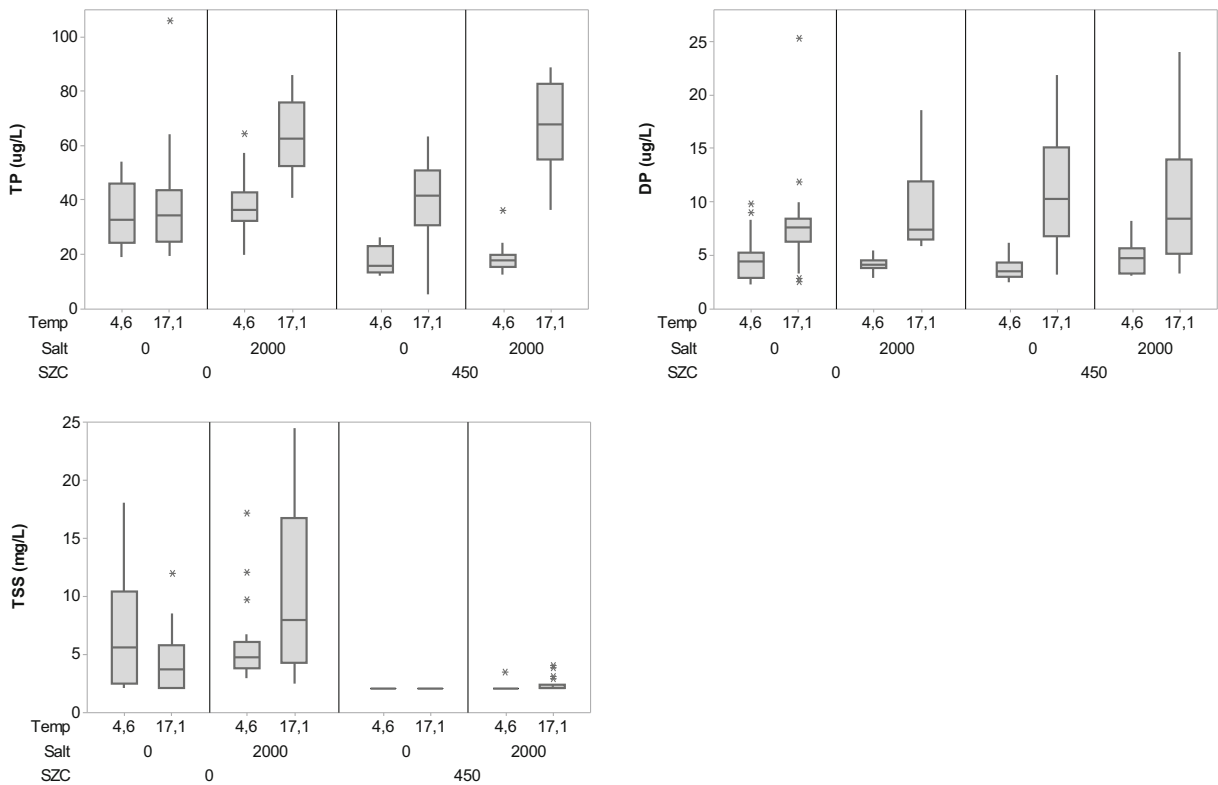 TP (ug/L)
100
80
60
40
20
0
Temp 4,6 17,1 4,6 17,1 4,6 17,1 4,6 17,1
Salt 0 2000 0 2000
SZC 0 450
DP (ug/L)
25
20
15
10
5
0
Temp 4,6 17,1 4,6 17,1 4,6 17,1 4,6 17,1
Salt 0 2000 0 2000
SZC 0 450
TSS (mg/L)
25
20
15
10
5
0
Temp 4,6 17,1 4,6 17,1 4,6 17,1 4,6 17,1
Salt 0 2000 0 2000
SZC 0 450